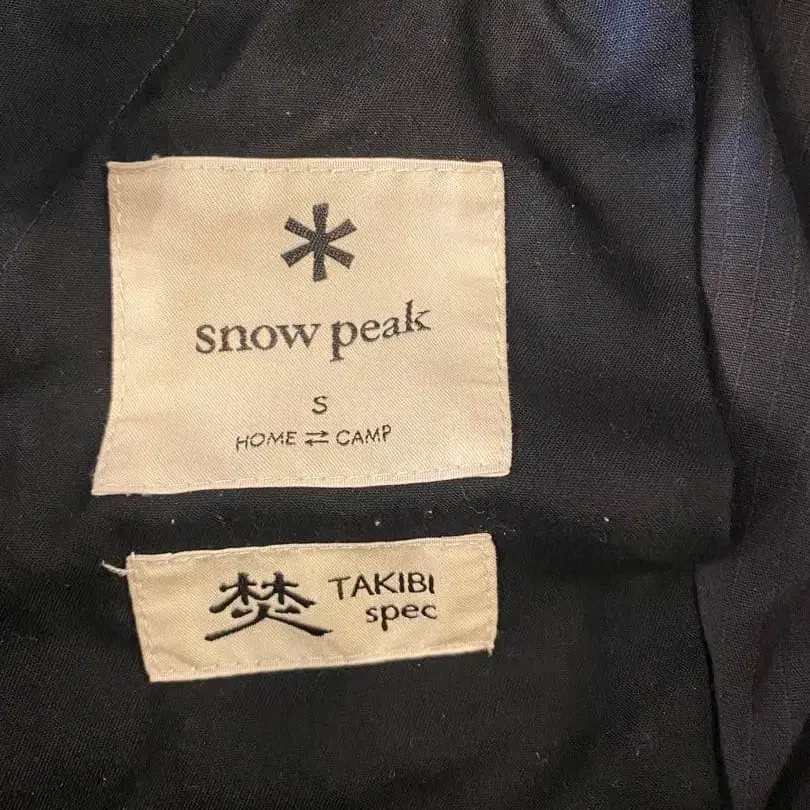 snow peak
S
HOME ⇄ CAMP
焚 TAKIBI
spec